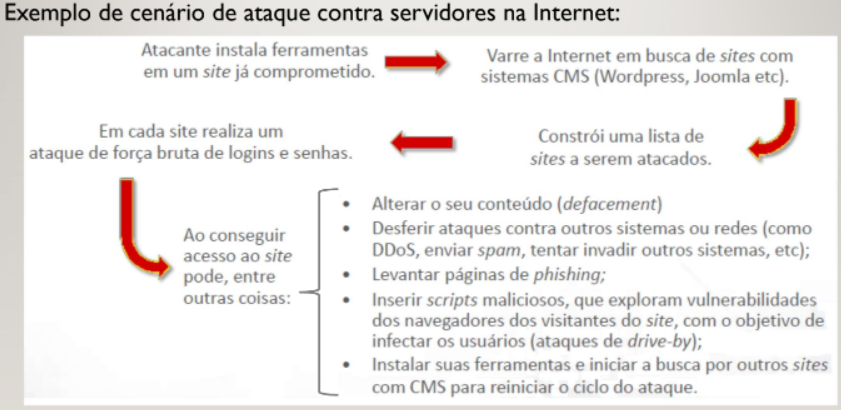 Exemplo de cenário de ataque contra servidores na Internet:
Atacante instala ferramentas
em um site já comprometido.
Varre a Internet em busca de sites com
sistemas CMS (Wordpress, Joomla etc).
Constrói uma lista de
sites a serem atacados.
Em cada site realiza um
ataque de força bruta de logins e senhas.
Ao conseguir
acesso ao site
pode, entre
outras coisas:
• Alterar o seu conteúdo (defacement)
• Desferir ataques contra outros sistemas ou redes (como
DDoS, enviar spam, tentar invadir outros sistemas, etc);
• Levantar páginas de phishing;
• Inserir scripts maliciosos, que exploram vulnerabilidades
dos navegadores dos visitantes do site, com o objetivo de
infectar os usuários (ataques de drive-by);
• Instalar suas ferramentas e iniciar a busca por outros sites
com CMS para reiniciar o ciclo do ataque.